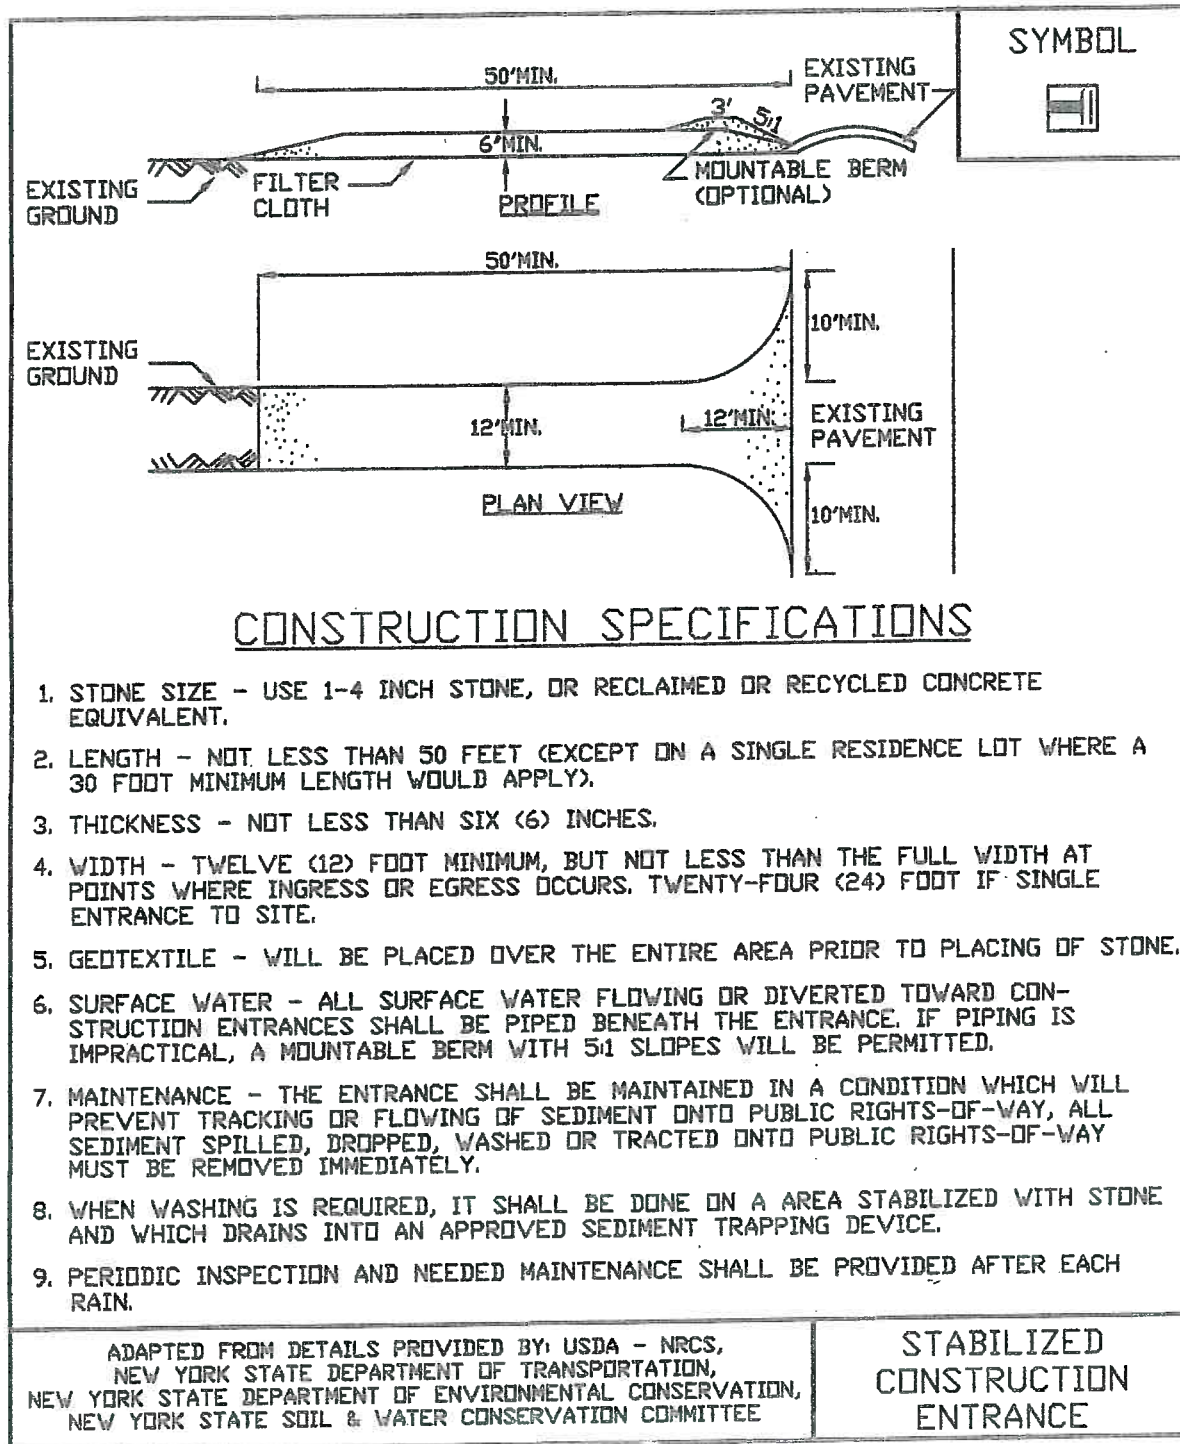 SYMBOL
50'MIN.
EXISTING
PAVEMENT
3'
5:1
6"MIN.
EXISTING
GROUND
FILTER
CLOTH
PROFILE
MOUNTABLE BERM
(OPTIONAL)
50'MIN.
10'MIN.
EXISTING
GROUND
12'MIN.
12'MIN.
EXISTING
PAVEMENT
PLAN VIEW
10'MIN.
CONSTRUCTION SPECIFICATIONS
1. STONE SIZE - USE 1-4 INCH STONE, OR RECLAIMED OR RECYCLED CONCRETE
EQUIVALENT.
2. LENGTH - NOT LESS THAN 50 FEET (EXCEPT ON A SINGLE RESIDENCE LOT WHERE A
30 FOOT MINIMUM LENGTH WOULD APPLY).
3. THICKNESS - NOT LESS THAN SIX (6) INCHES.
4. WIDTH - TWELVE (12) FOOT MINIMUM, BUT NOT LESS THAN THE FULL WIDTH AT
POINTS WHERE INGRESS OR EGRESS OCCURS. TWENTY-FOUR (24) FOOT IF SINGLE
ENTRANCE TO SITE.
5. GEOTEXTILE - WILL BE PLACED OVER THE ENTIRE AREA PRIOR TO PLACING OF STONE.
6. SURFACE WATER - ALL SURFACE WATER FLOWING OR DIVERTED TOWARD CON-
STRUCTION ENTRANCES SHALL BE PIPED BENEATH THE ENTRANCE. IF PIPING IS
IMPRACTICAL, A MOUNTABLE BERM WITH 5:1 SLOPES WILL BE PERMITTED.
7. MAINTENANCE - THE ENTRANCE SHALL BE MAINTAINED IN A CONDITION WHICH WILL
PREVENT TRACKING OR FLOWING OF SEDIMENT ONTO PUBLIC RIGHTS-OF-WAY, ALL
SEDIMENT SPILLED, DROPPED, WASHED OR TRACTED ONTO PUBLIC RIGHTS-OF-WAY
MUST BE REMOVED IMMEDIATELY.
8. WHEN WASHING IS REQUIRED, IT SHALL BE DONE ON A AREA STABILIZED WITH STONE
AND WHICH DRAINS INTO AN APPROVED SEDIMENT TRAPPING DEVICE.
9. PERIODIC INSPECTION AND NEEDED MAINTENANCE SHALL BE PROVIDED AFTER EACH
RAIN.
ADAPTED FROM DETAILS PROVIDED BY: USDA - NRCS,
NEW YORK STATE DEPARTMENT OF TRANSPORTATION,
NEW YORK STATE DEPARTMENT OF ENVIRONMENTAL CONSERVATION,
NEW YORK STATE SOIL & WATER CONSERVATION COMMITTEE
STABILIZED
CONSTRUCTION
ENTRANCE